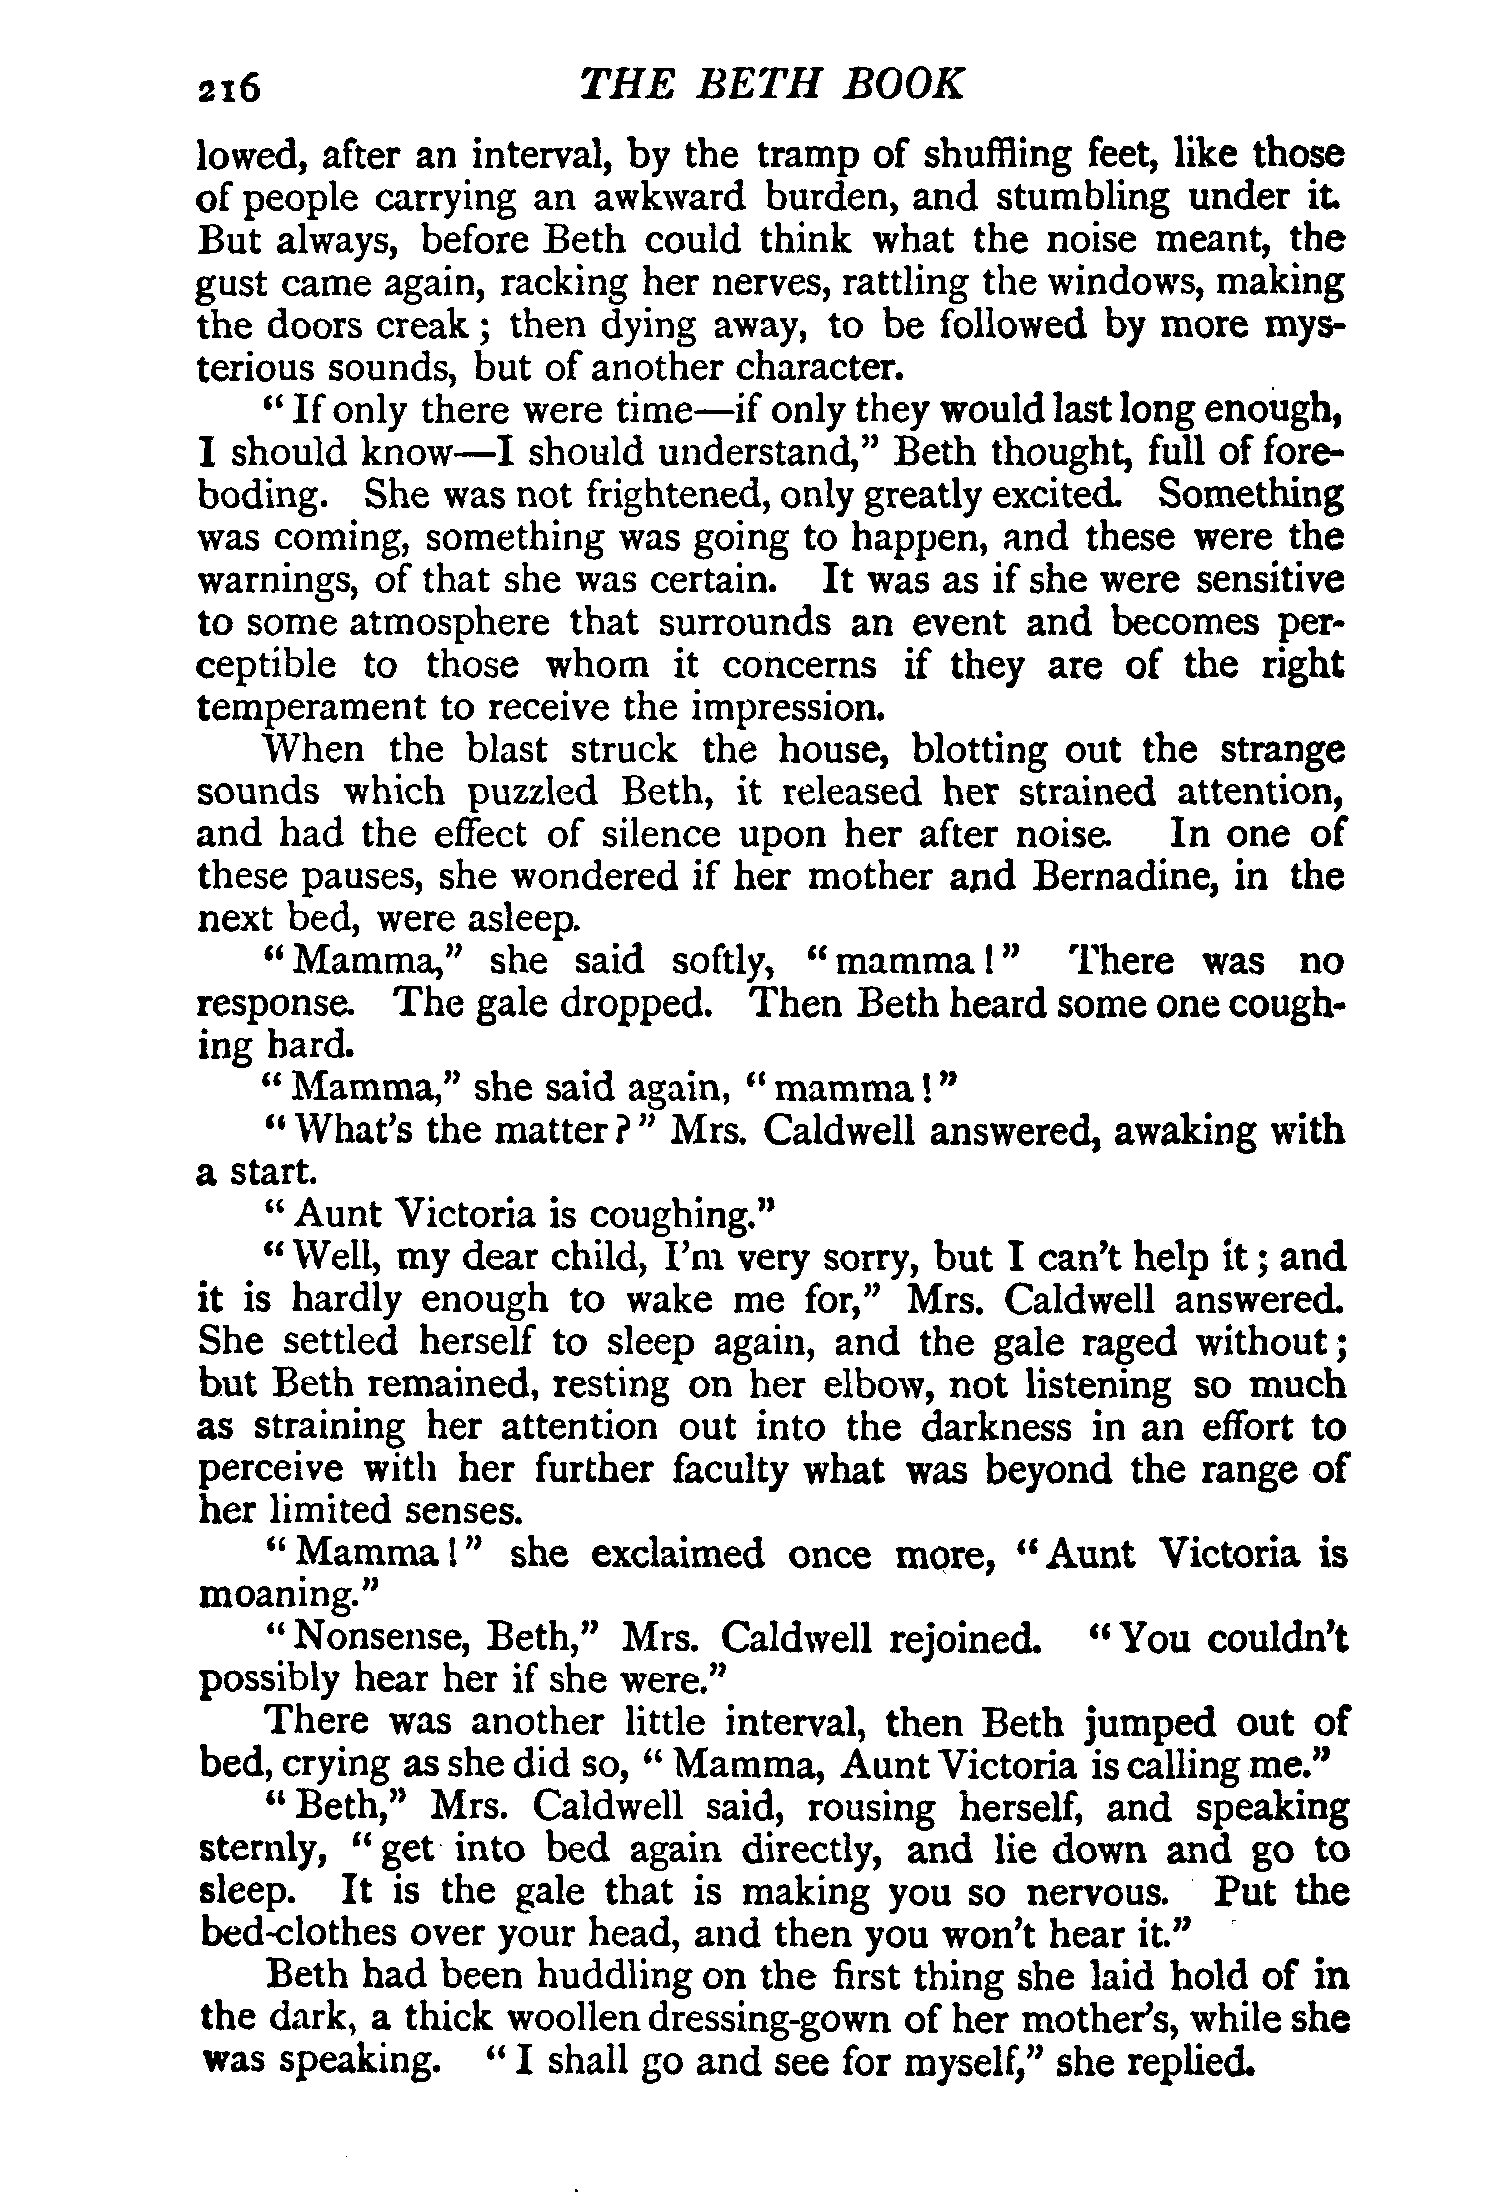 216 THE BETH BOOK
lowed, after an interval, by the tramp of shuffling feet, like those
of people carrying an awkward burden, and stumbling under it.
But always, before Beth could think what the noise meant, the
gust came again, racking her nerves, rattling the windows, making
the doors creak ; then dying away, to be followed by more mys-
terious sounds, but of another character.
“ If only there were time—if only they would last long enough,
I should know—I should understand,” Beth thought, full of fore-
boding. She was not frightened, only greatly excited. Something
was coming, something was going to happen, and these were the
warnings, of that she was certain. It was as if she were sensitive
to some atmosphere that surrounds an event and becomes per-
ceptible to those whom it concerns if they are of the right
temperament to receive the impression.
When the blast struck the house, blotting out the strange
sounds which puzzled Beth, it released her strained attention,
and had the effect of silence upon her after noise. In one of
these pauses, she wondered if her mother and Bernadine, in the
next bed, were asleep.
“ Mamma,” she said softly, “ mamma ! ” There was no
response. The gale dropped. Then Beth heard some one cough-
ing hard.
“ Mamma,” she said again, “ mamma ! ”
“ What’s the matter ? ” Mrs. Caldwell answered, awaking with
a start.
“ Aunt Victoria is coughing.”
“ Well, my dear child, I’m very sorry, but I can’t help it ; and
it is hardly enough to wake me for,” Mrs. Caldwell answered.
She settled herself to sleep again, and the gale raged without ;
but Beth remained, resting on her elbow, not listening so much
as straining her attention out into the darkness in an effort to
perceive with her further faculty what was beyond the range of
her limited senses.
“ Mamma ! ” she exclaimed once more, “ Aunt Victoria is
moaning.”
“ Nonsense, Beth,” Mrs. Caldwell rejoined. “ You couldn’t
possibly hear her if she were.”
There was another little interval, then Beth jumped out of
bed, crying as she did so, “ Mamma, Aunt Victoria is calling me.”
“ Beth,” Mrs. Caldwell said, rousing herself, and speaking
sternly, “ get into bed again directly, and lie down and go to
sleep. It is the gale that is making you so nervous. Put the
bed-clothes over your head, and then you won’t hear it.”
Beth had been huddling on the first thing she laid hold of in
the dark, a thick woollen dressing-gown of her mother’s, while she
was speaking. “ I shall go and see for myself,” she replied.